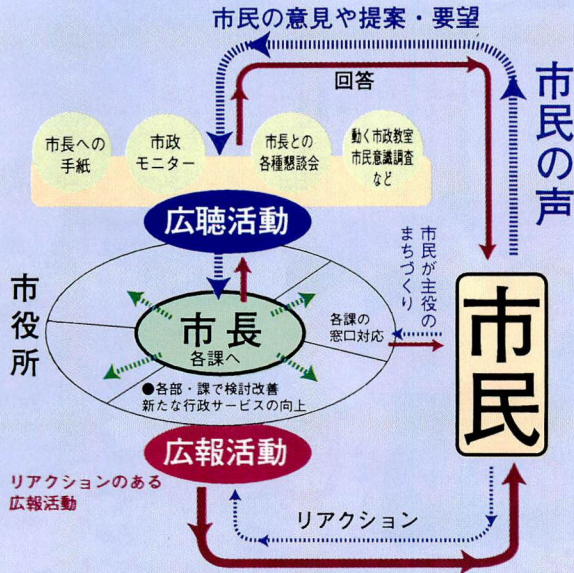 市民の意見や提案・要望
回答
市民の声
市長への
手紙
市政
モニター
市長との
各種懇談会
動く市政教室
市民意識調査
など
広聴活動
市民が主役の
まちづくり
市役所
市長
各課へ
各課の
窓口対応
市民
●各部・課で検討改善
新たな行政サービスの向上
広報活動
リアクションのある
広報活動
リアクション